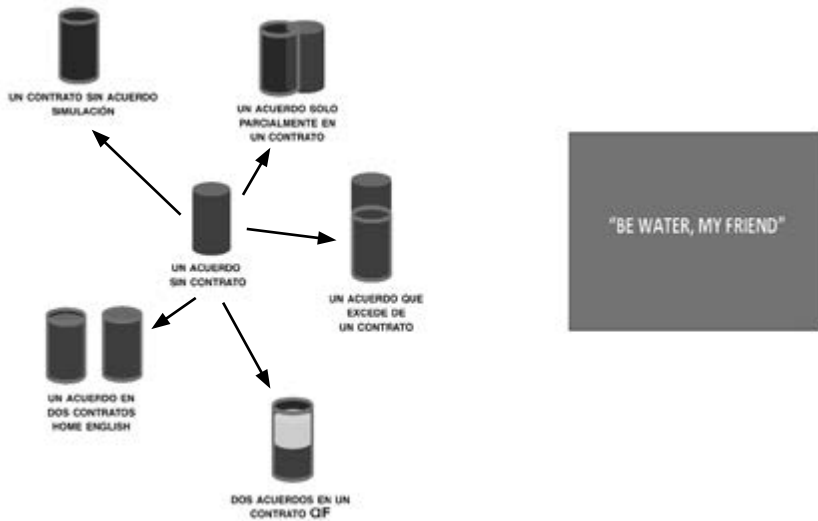 UN CONTRATO SIN ACUERDO
SIMULACIÓN
UN ACUERDO SOLO
PARCIALMENTE EN
UN CONTRATO
"BE WATER, MY FRIEND"
UN ACUERDO
SIN CONTRATO
UN ACUERDO QUE
EXCEDE DE
UN CONTRATO
UN ACUERDO EN
DOS CONTRATOS
HOME ENGLISH
DOS ACUERDOS EN UN
CONTRATO CIF